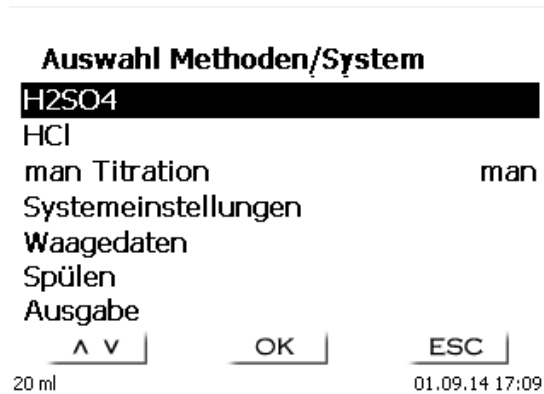 Auswahl Methoden/System
H2SO4
HCl
man Titration man
Systemeinstellungen
Waagedaten
Spülen
Ausgabe
∧ ∨ OK ESC
20 ml 01.09.14 17:09